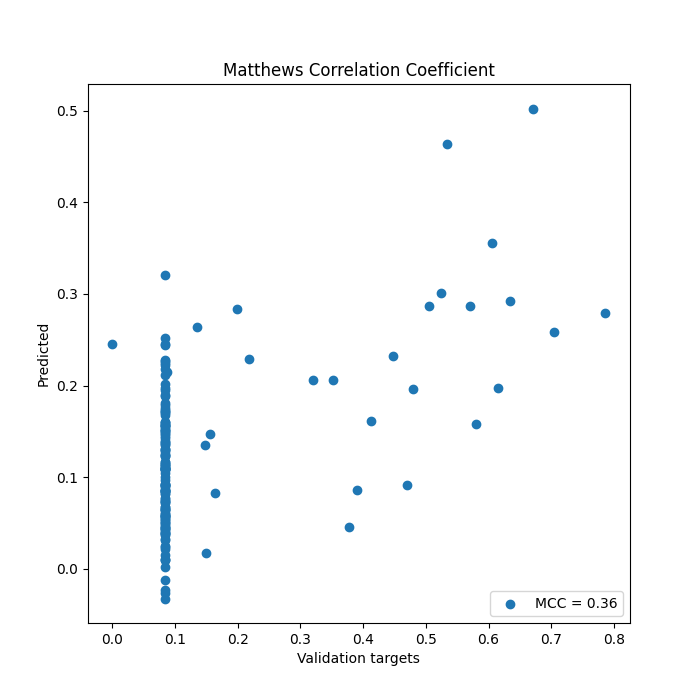 Matthews Correlation Coefficient
0.5
0.4
0.3
0.2
0.1
0.0
Predicted
MCC = 0.36
0.0 0.1 0.2 0.3 0.4 0.5 0.6 0.7 0.8
Validation targets